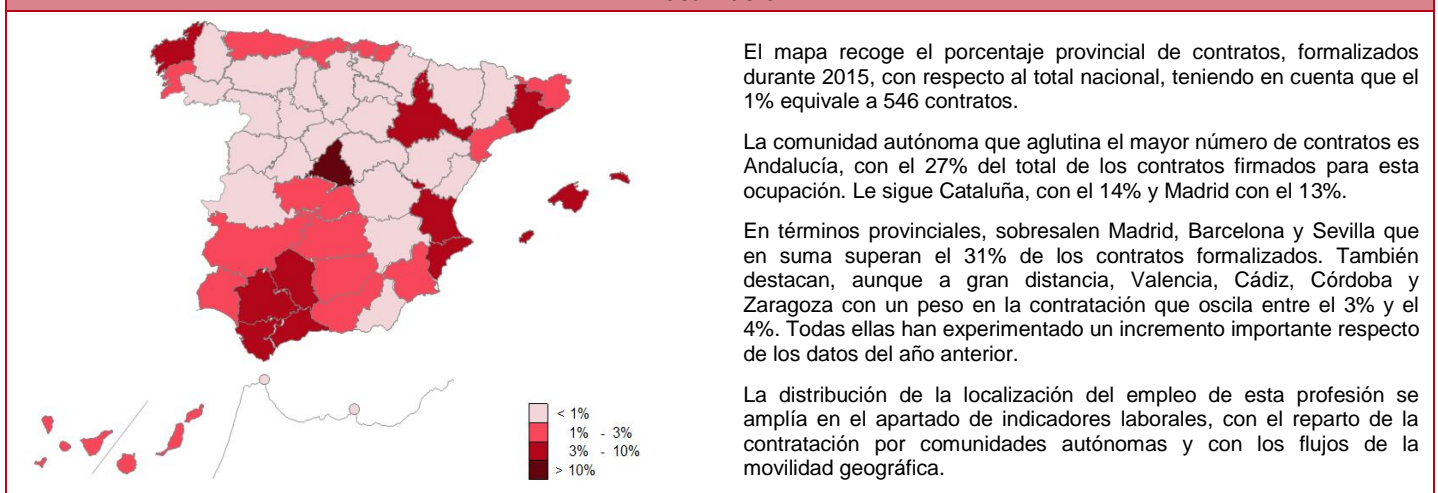 El mapa recoge el porcentaje provincial de contratos, formalizados
durante 2015, con respecto al total nacional, teniendo en cuenta que el
1% equivale a 546 contratos.
La comunidad autónoma que aglutina el mayor número de contratos es
Andalucía, con el 27% del total de los contratos firmados para esta
ocupación. Le sigue Cataluña, con el 14% y Madrid con el 13%.
En términos provinciales, sobresalen Madrid, Barcelona y Sevilla que
en suma superan el 31% de los contratos formalizados. También
destacan, aunque a gran distancia, Valencia, Cádiz, Córdoba y
Zaragoza con un peso en la contratación que oscila entre el 3% y el
4%. Todas ellas han experimentado un incremento importante respecto
de los datos del año anterior.
La distribución de la localización del empleo de esta profesión se
amplía en el apartado de indicadores laborales, con el reparto de la
contratación por comunidades autónomas y con los flujos de la
movilidad geográfica.
< 1%
1% - 3%
3% - 10%
> 10%